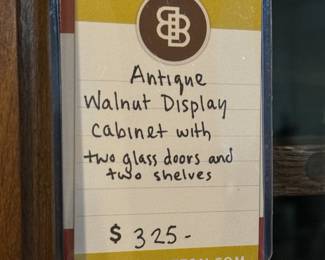 Antique
Walnut Display
cabinet with
two glass doors and
two shelves
$ 325-